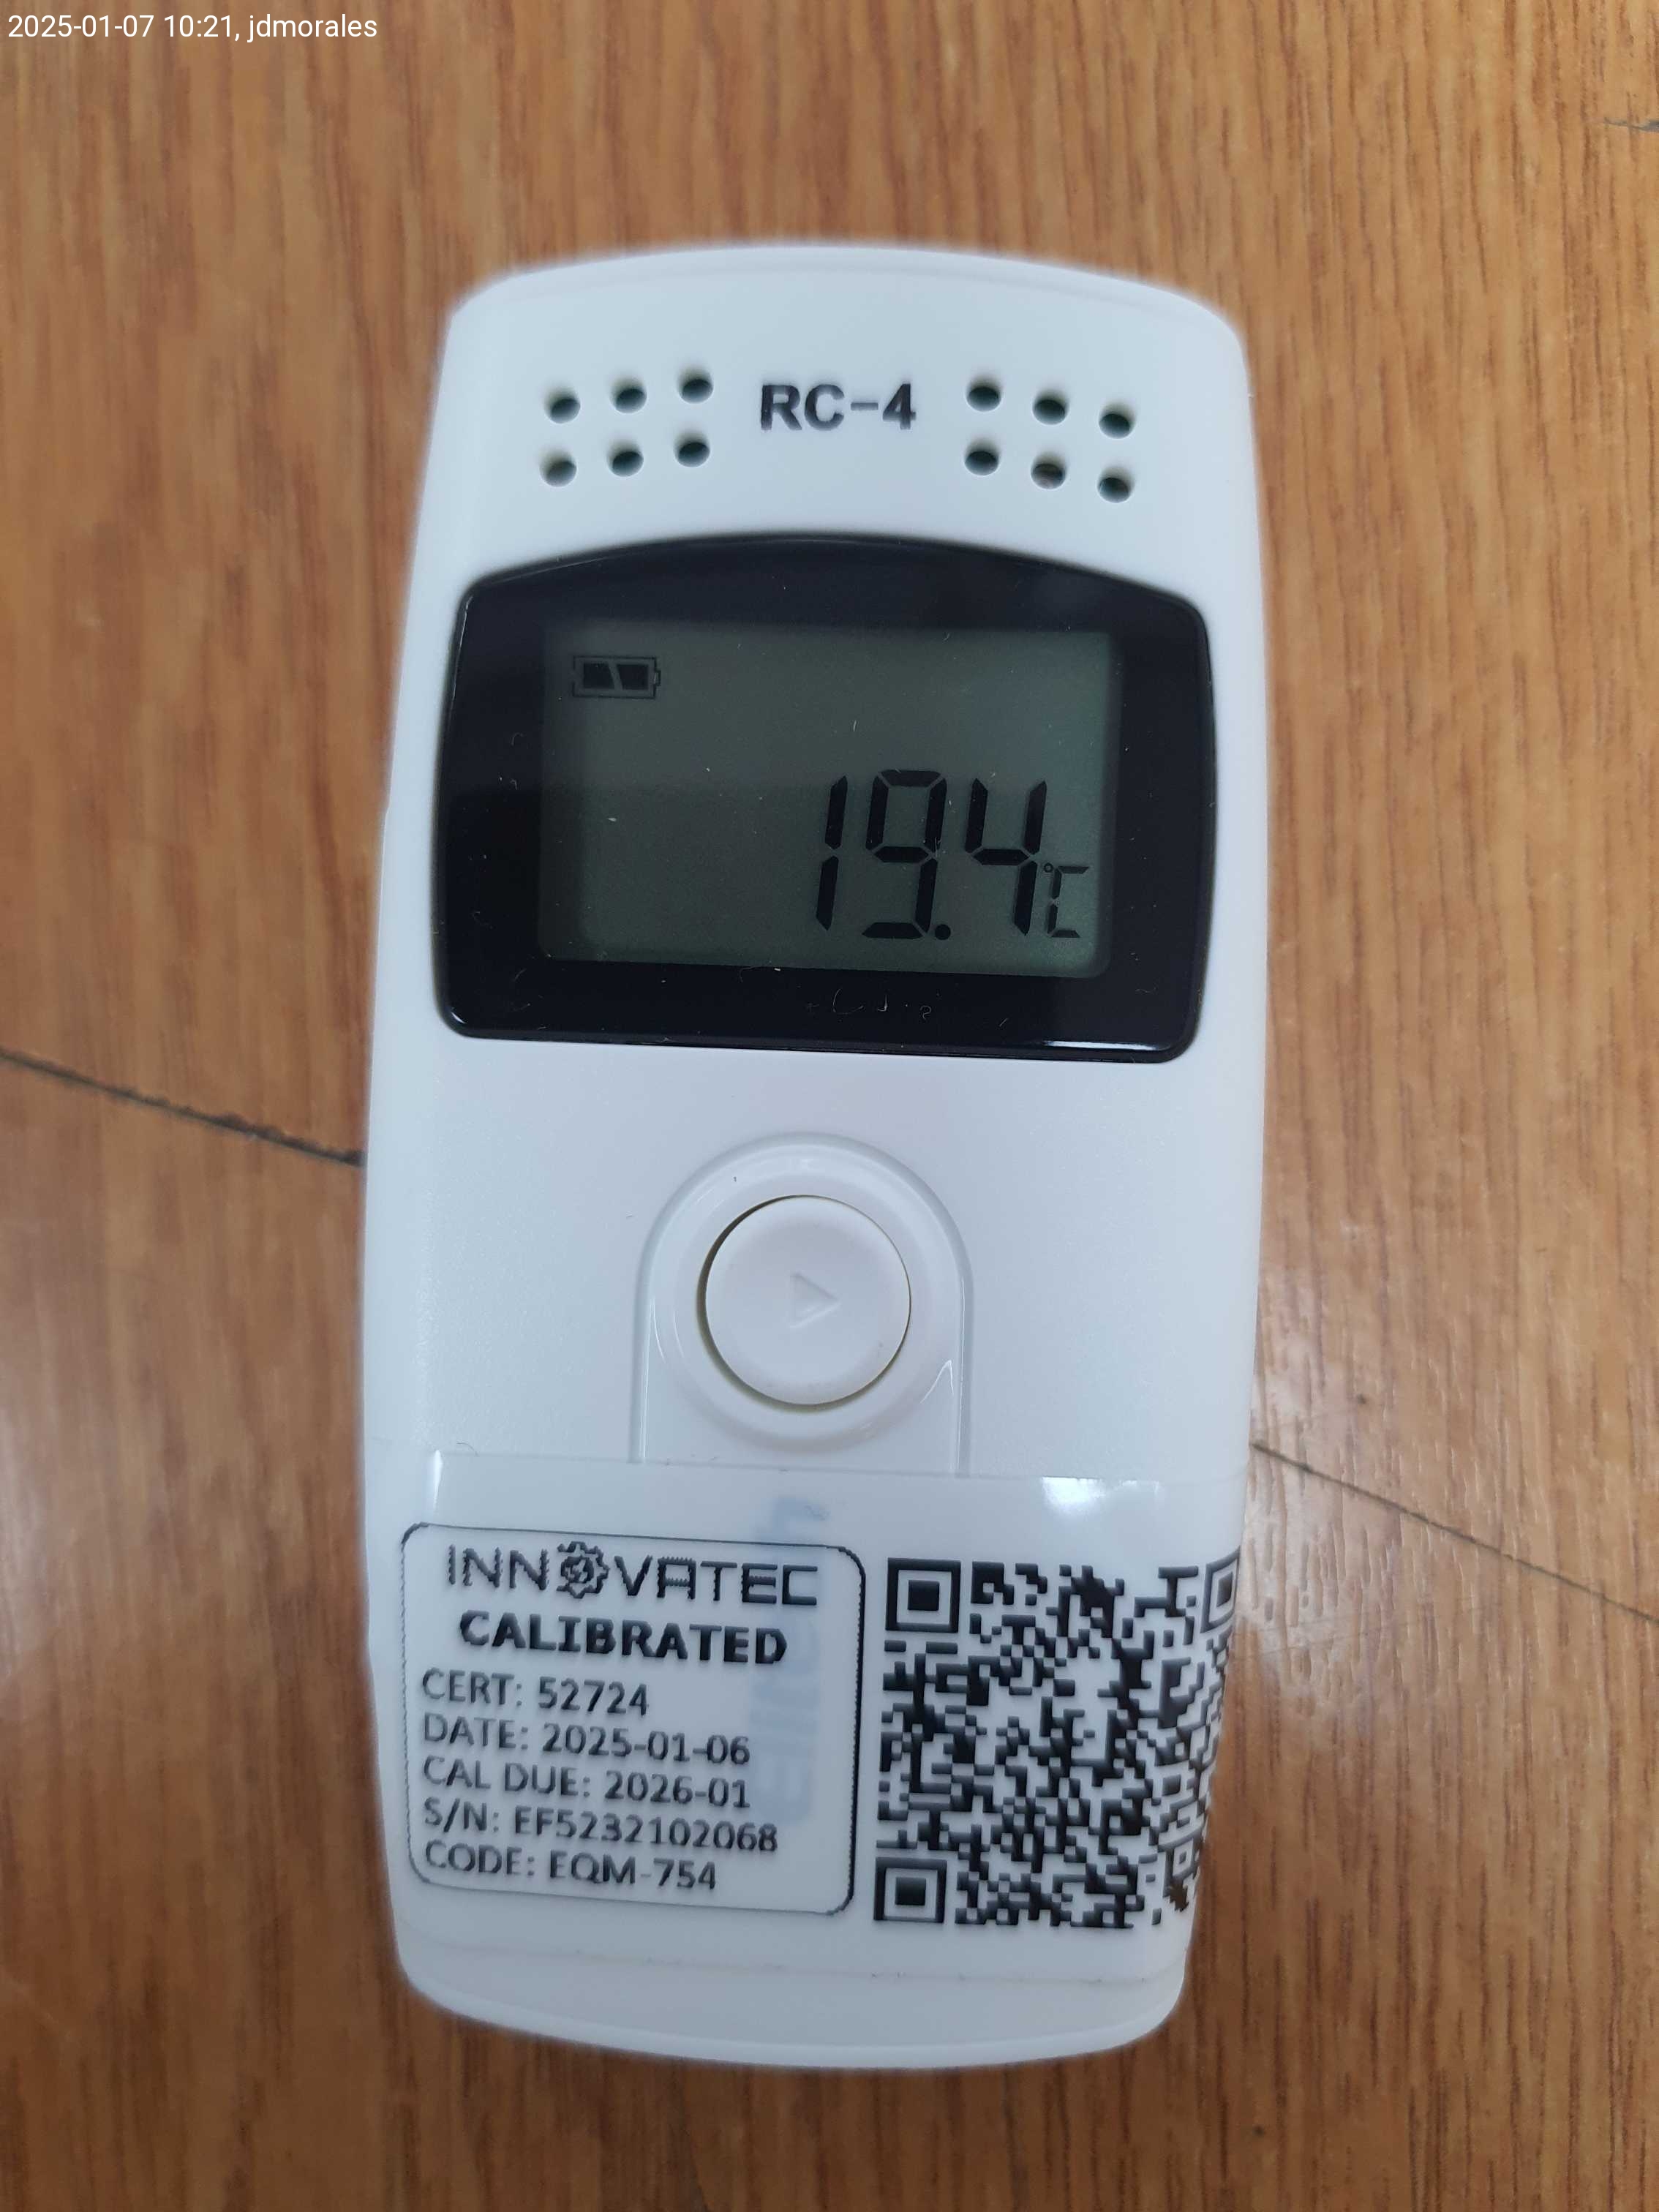 2025-01-07 10:21, jdmorales
RC-4
19.4°C
INNOVATEC
CALIBRATED
CERT: 52724
DATE: 2025-01-06
CAL DUE: 2026-01
S/N: EF5232102068
CODE: EQM-754